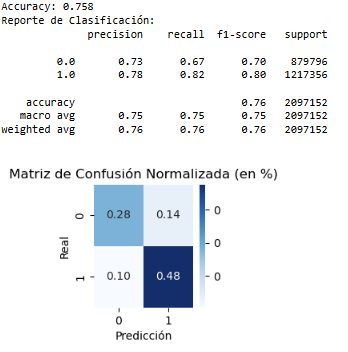 Accuracy: 0.758
Reporte de Clasificación:
precision recall f1-score support
0.0 0.73 0.67 0.70 879796
1.0 0.78 0.82 0.80 1217356
accuracy 0.76 2097152
macro avg 0.75 0.75 0.75 2097152
weighted avg 0.76 0.76 0.76 2097152
Matriz de Confusión Normalizada (en %)
Real
0 0.28 0.14
1 0.10 0.48
0 1
Predicción
0
0
0